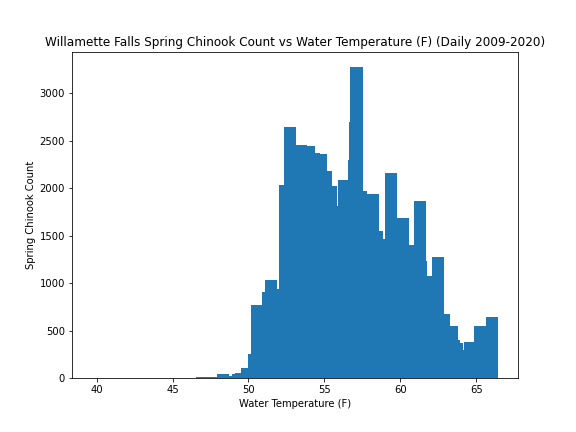 Willamette Falls Spring Chinook Count vs Water Temperature (F) (Daily 2009-2020)
3000
2500
2000
1500
1000
500
0
Spring Chinook Count
40 45 50 55 60 65
Water Temperature (F)